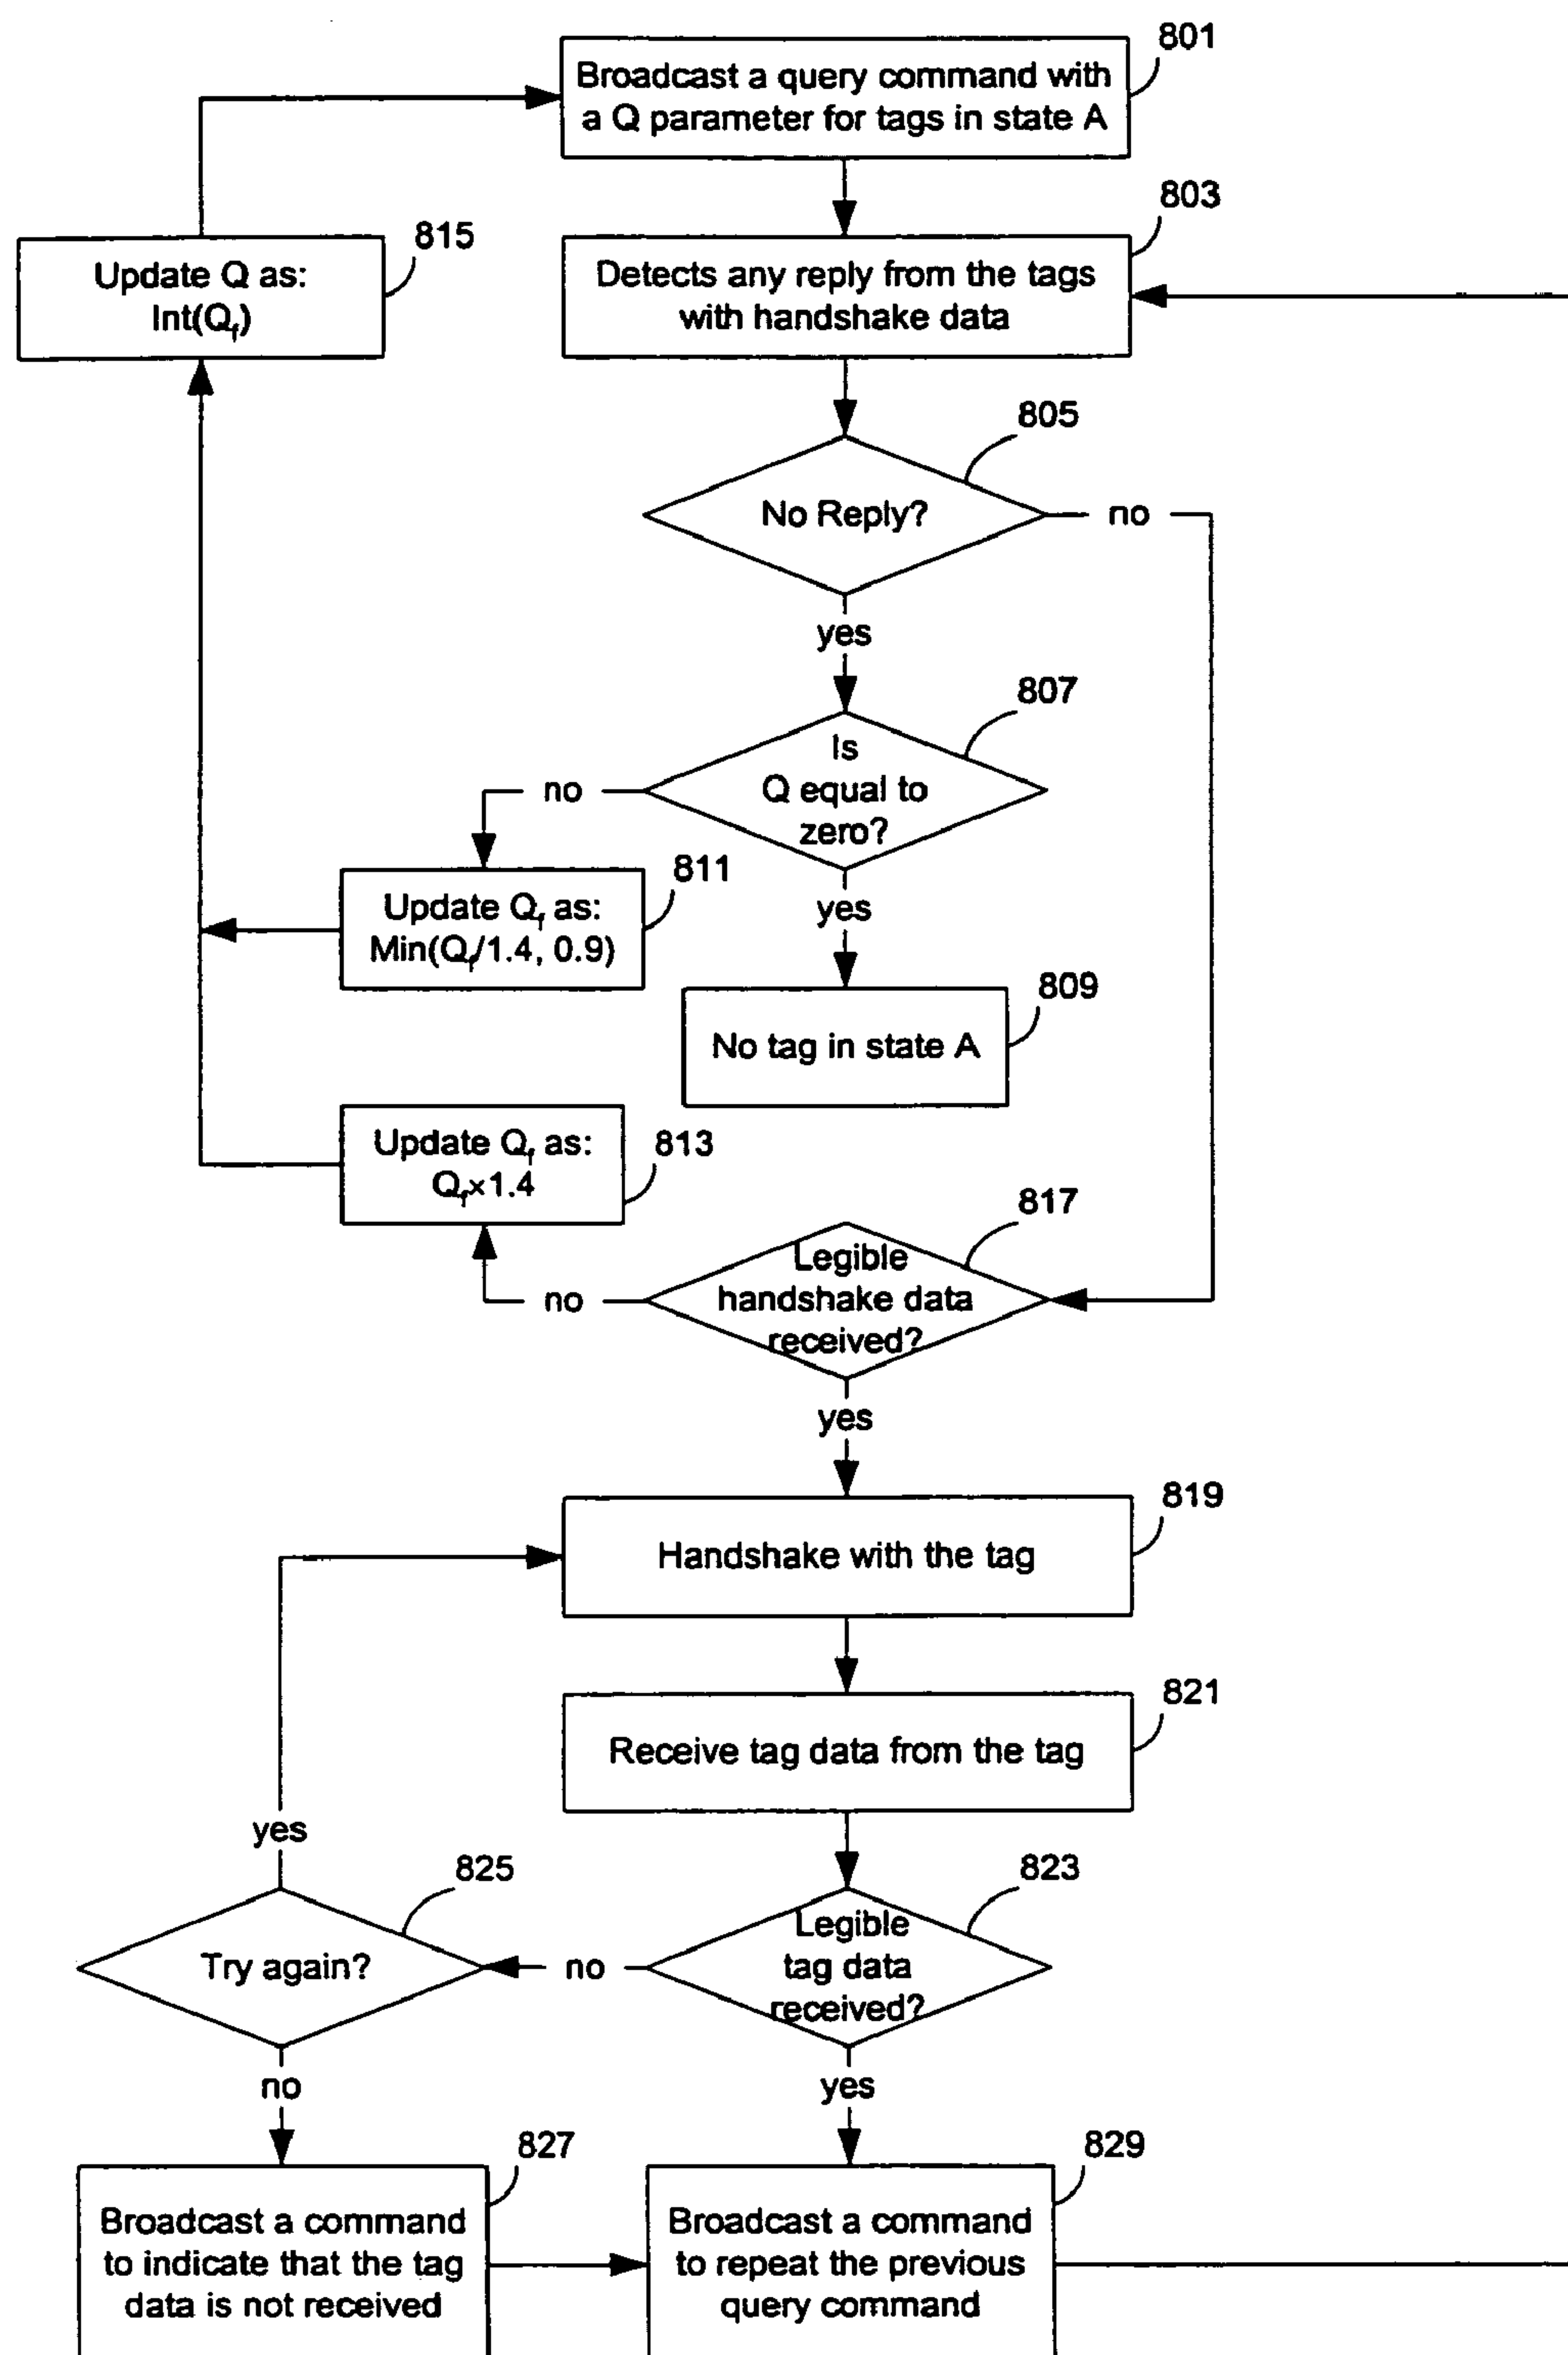 801
Broadcast a query command with
a Q parameter for tags in state A
803
Detects any reply from the tags
with handshake data
815
Update Q as:
Int(Qf)
805
No Reply?
no
yes
807
Is
Q equal to
zero?
no
yes
811
Update Qf as:
Min(Qf/1.4, 0.9)
809
No tag in state A
813
Update Qf as:
Qf×1.4
817
Legible
handshake data
received?
no
yes
819
Handshake with the tag
821
Receive tag data from the tag
yes
825
Try again?
823
Legible
tag data
received?
no
no
yes
827
Broadcast a command
to indicate that the tag
data is not received
829
Broadcast a command
to repeat the previous
query command